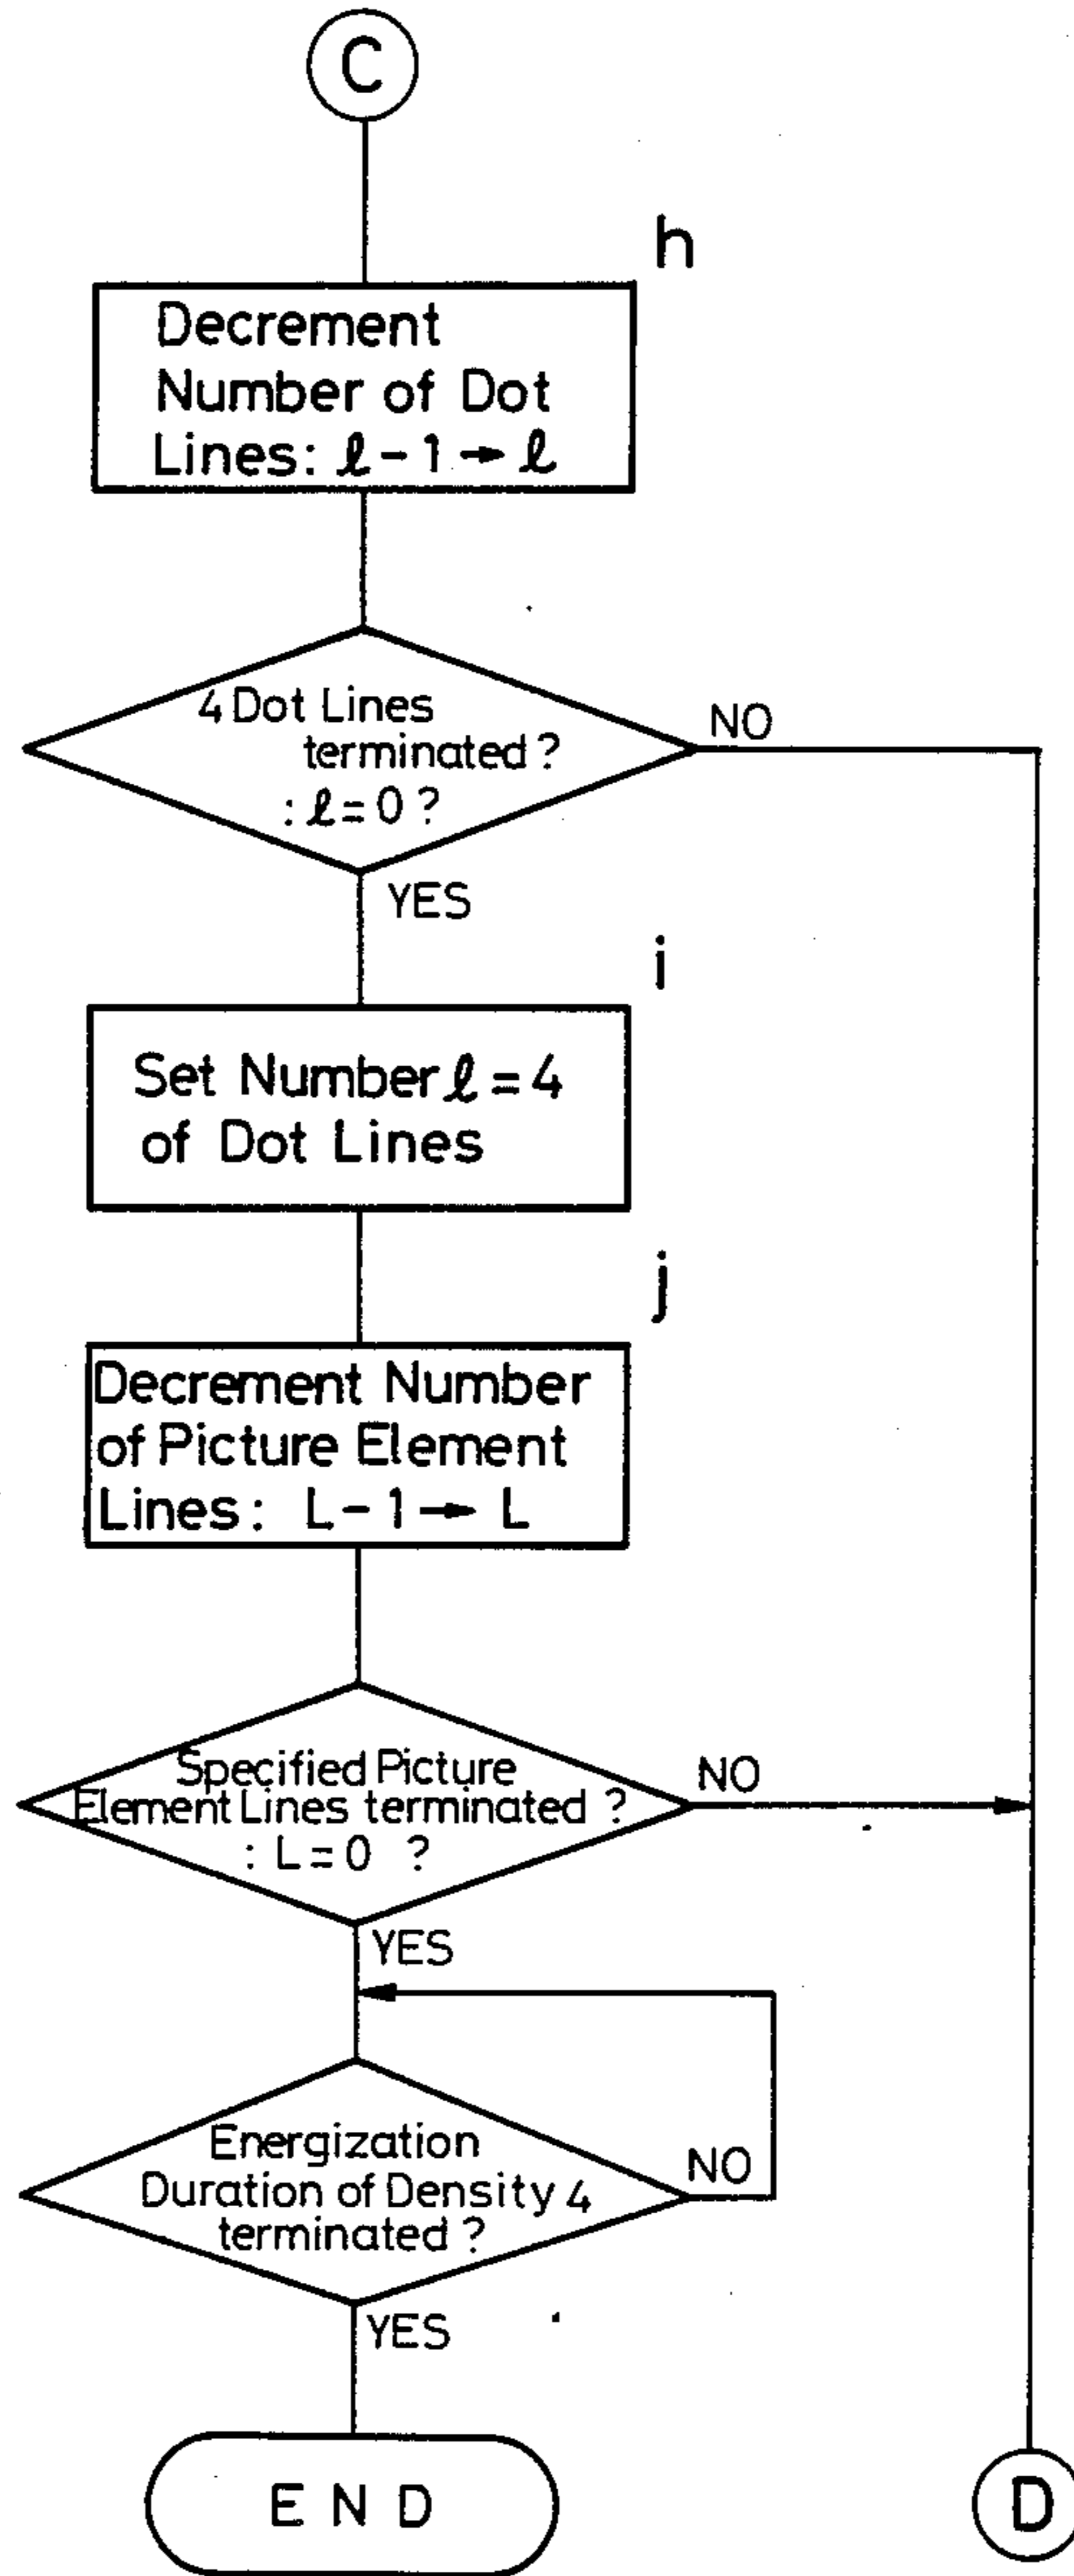 C
h
Decrement
Number of Dot
Lines: ℓ-1→ℓ
4 Dot Lines
terminated ?
: ℓ=0 ?
NO
YES
i
Set Number ℓ=4
of Dot Lines
j
Decrement Number
of Picture Element
Lines: L-1→L
Specified Picture
Element Lines terminated ?
: L=0 ?
NO
YES
Energization
Duration of Density 4
terminated ?
NO
YES
END
D